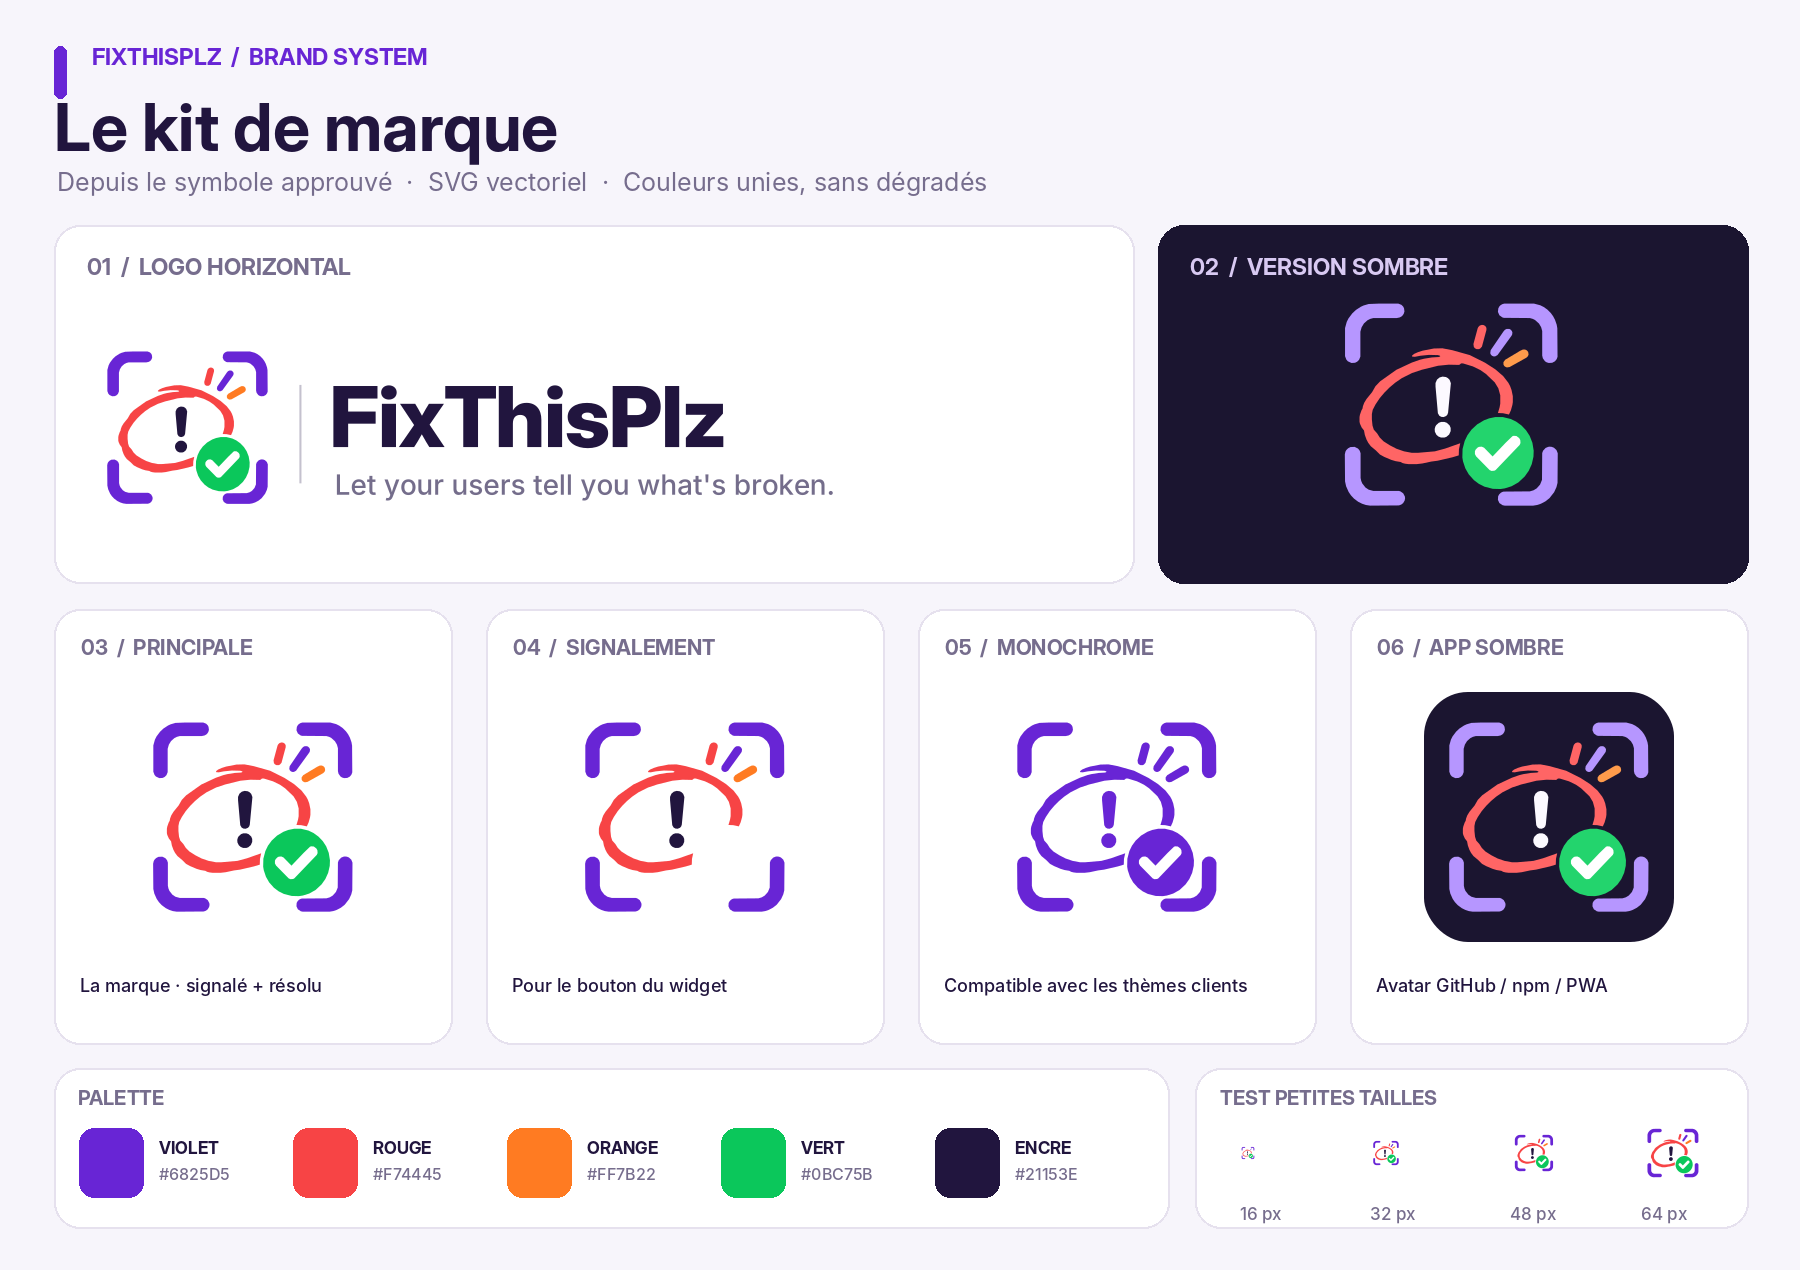 FIXTHISPLZ / BRAND SYSTEM
Le kit de marque
Depuis le symbole approuvé · SVG vectoriel · Couleurs unies, sans dégradés
01 / LOGO HORIZONTAL
FixThisPlz
Let your users tell you what's broken.
02 / VERSION SOMBRE
03 / PRINCIPALE
La marque · signalé + résolu
04 / SIGNALEMENT
Pour le bouton du widget
05 / MONOCHROME
Compatible avec les thèmes clients
06 / APP SOMBRE
Avatar GitHub / npm / PWA
PALETTE
VIOLET
#6825D5
ROUGE
#F74445
ORANGE
#FF7B22
VERT
#0BC75B
ENCRE
#21153E
TEST PETITES TAILLES
16 px
32 px
48 px
64 px